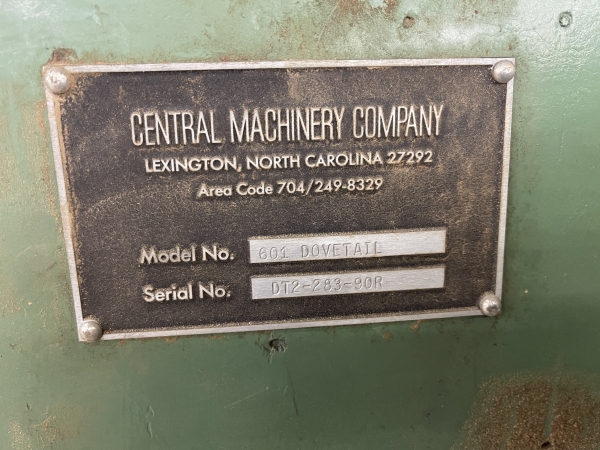 CENTRAL MACHINERY COMPANY
LEXINGTON, NORTH CAROLINA 27292
Area Code 704/249-8329
Model No. 601 DOVETAIL
Serial No. DT2-283-90R